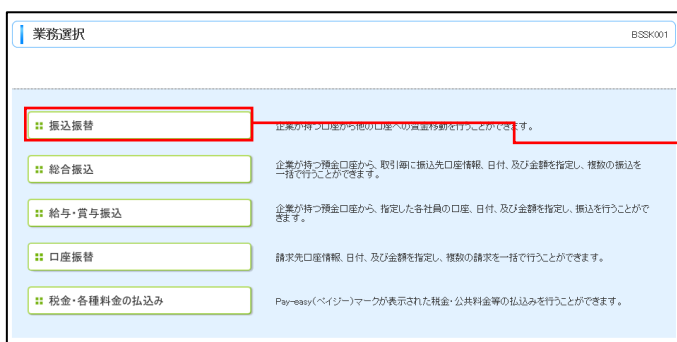 業務選択
BSSK001
振込振替
企業が持つ口座から他の口座への資金移動を行うことができます。
総合振込
企業が持つ預金口座から、取引毎に振込先口座情報、日付、及び金額を指定し、複数の振込を
一括で行うことができます。
給与・賞与振込
企業が持つ預金口座から、指定した各社員の口座、日付、及び金額を指定し、振込を行うことがで
きます。
口座振替
請求先口座情報、日付、及び金額を指定し、複数の請求を一括で行うことができます。
税金・各種料金の払込み
Pay-easy(ペイジー)マークが表示された税金・公共料金等の払込みを行うことができます。